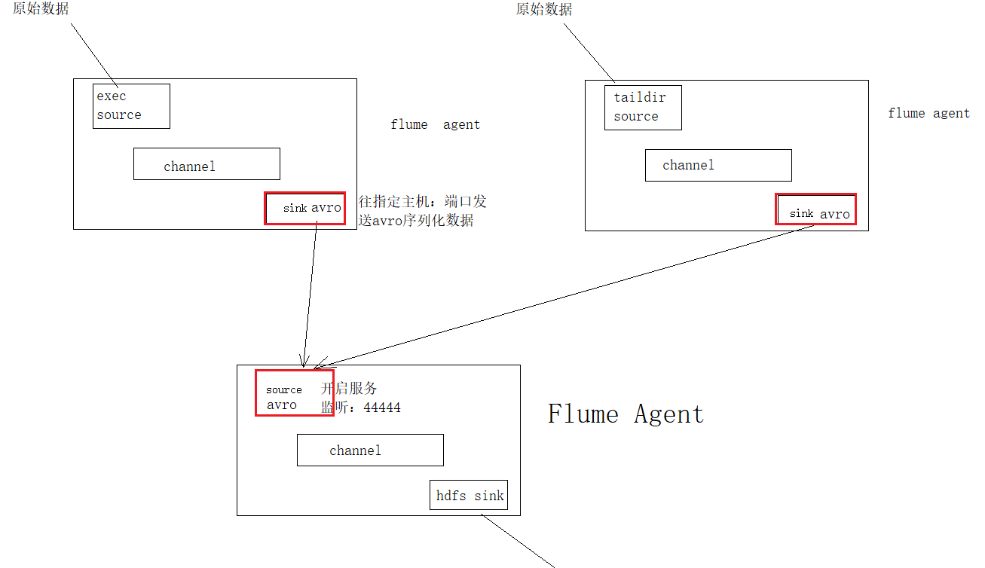 原始数据
原始数据
exec
source
flume agent
channel
sink avro
往指定主机：端口发
送avro序列化数据
taildir
source
flume agent
channel
sink avro
source
avro
开启服务
监听：44444
channel
hdfs sink
Flume Agent